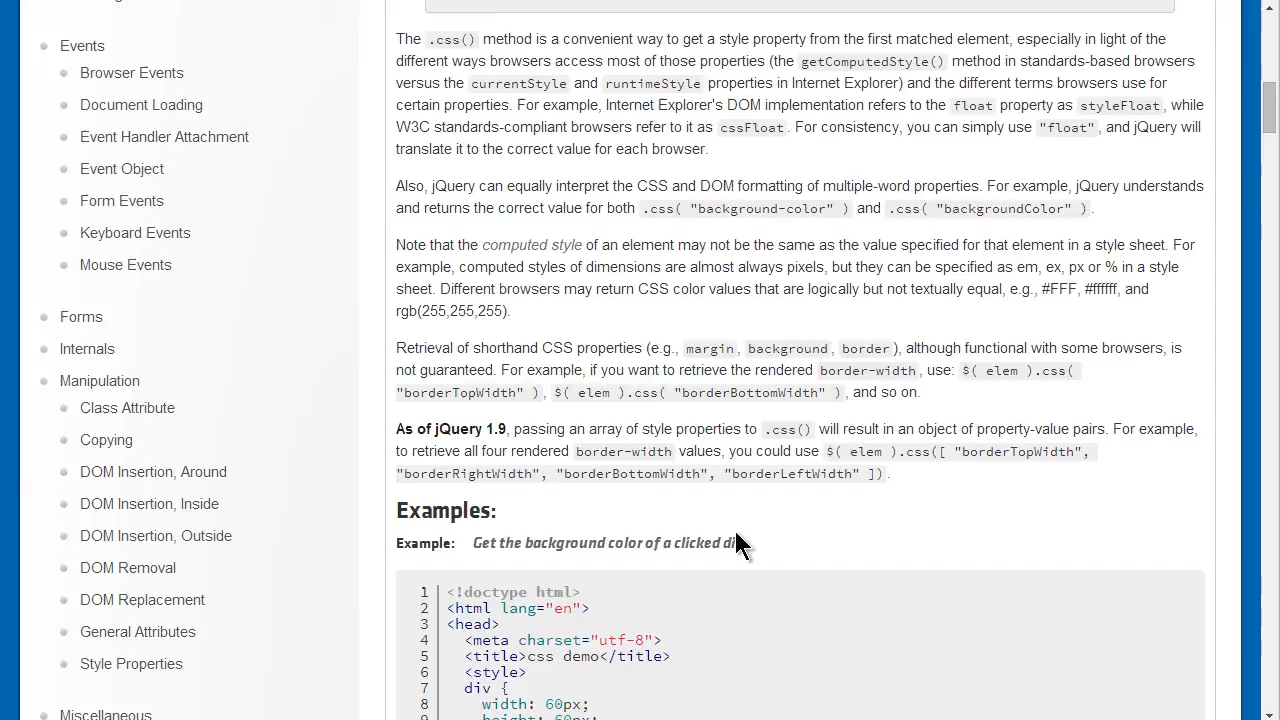 Events
Browser Events
Document Loading
Event Handler Attachment
Event Object
Form Events
Keyboard Events
Mouse Events
Forms
Internals
Manipulation
Class Attribute
Copying
DOM Insertion, Around
DOM Insertion, Inside
DOM Insertion, Outside
DOM Removal
DOM Replacement
General Attributes
Style Properties
Miscellaneous
The .css() method is a convenient way to get a style property from the first matched element, especially in light of the
different ways browsers access most of those properties (the getComputedStyle() method in standards-based browsers
versus the currentStyle and runtimeStyle properties in Internet Explorer) and the different terms browsers use for
certain properties. For example, Internet Explorer's DOM implementation refers to the float property as styleFloat, while
W3C standards-compliant browsers refer to it as cssFloat. For consistency, you can simply use "float", and jQuery will
translate it to the correct value for each browser.
Also, jQuery can equally interpret the CSS and DOM formatting of multiple-word properties. For example, jQuery understands
and returns the correct value for both .css( "background-color" ) and .css( "backgroundColor" ).
Note that the computed style of an element may not be the same as the value specified for that element in a style sheet. For
example, computed styles of dimensions are almost always pixels, but they can be specified as em, ex, px or % in a style
sheet. Different browsers may return CSS color values that are logically but not textually equal, e.g., #FFF, #ffffff, and
rgb(255,255,255).
Retrieval of shorthand CSS properties (e.g., margin, background, border), although functional with some browsers, is
not guaranteed. For example, if you want to retrieve the rendered border-width, use: $( elem ).css(
"borderTopWidth" ), $( elem ).css( "borderBottomWidth" ), and so on.
As of jQuery 1.9, passing an array of style properties to .css() will result in an object of property-value pairs. For example,
to retrieve all four rendered border-width values, you could use $( elem ).css([ "borderTopWidth",
"borderRightWidth", "borderBottomWidth", "borderLeftWidth" ]).
Examples:
Example: Get the background color of a clicked
1 <!doctype html>
2 <html lang="en">
3 <head>
4 <meta charset="utf-8">
5 <title>css demo</title>
6 <style>
7 div {
8 width: 60px;
9 height: 60px;